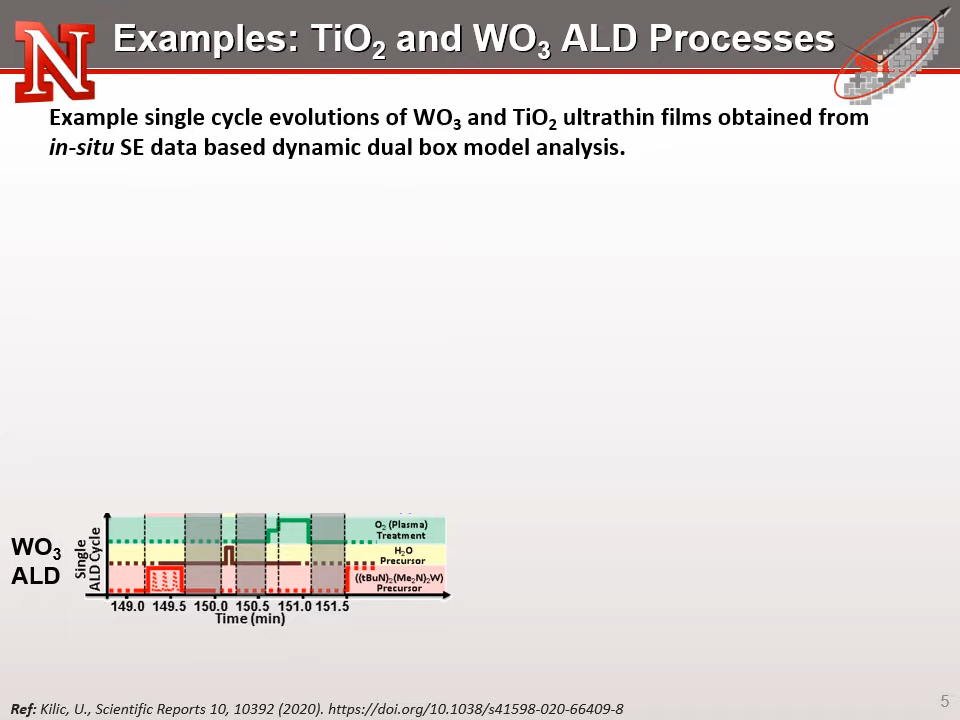 N
Examples: TiO2 and WO3 ALD Processes
Example single cycle evolutions of WO3 and TiO2 ultrathin films obtained from
in-situ SE data based dynamic dual box model analysis.
WO3
ALD
Single
ALD Cycle
O2 (Plasma)
Treatment
H2O
Precursor
((tBuN)2(Me2N)2W)
Precursor
149.0 149.5 150.0 150.5 151.0 151.5
Time (min)
Ref: Kilic, U., Scientific Reports 10, 10392 (2020). https://doi.org/10.1038/s41598-020-66409-8
5